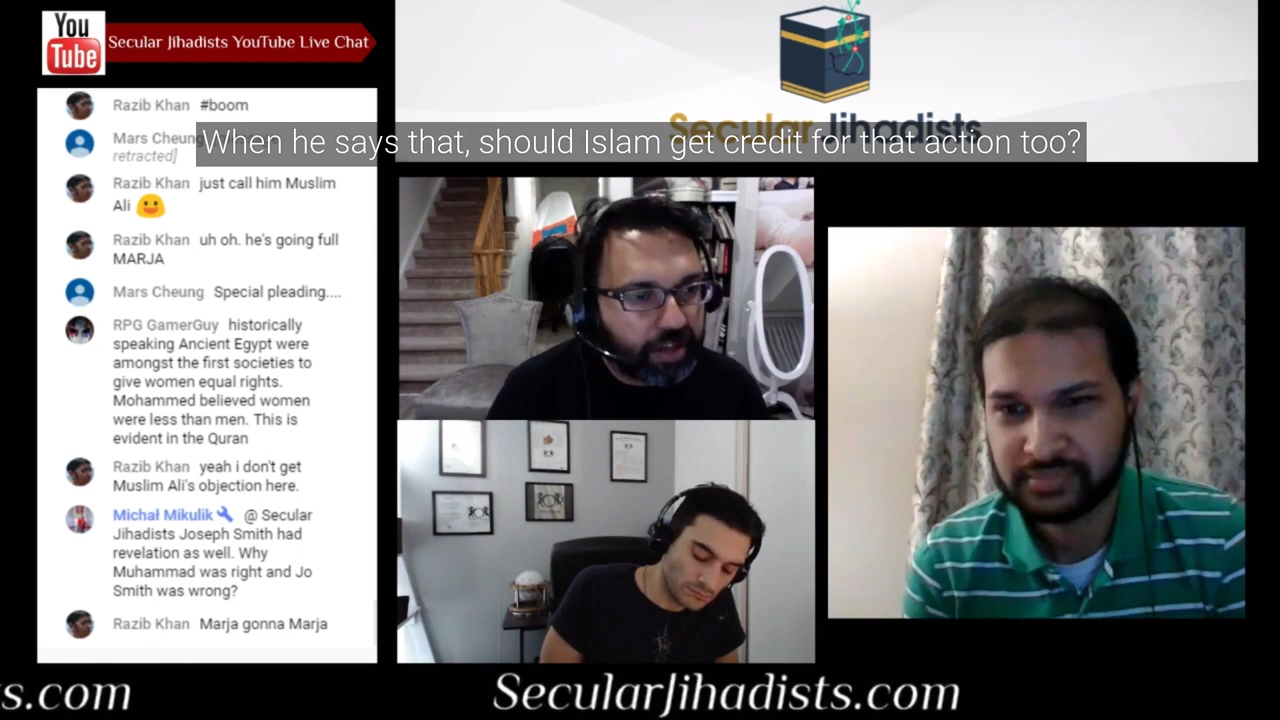 You
Tube
Secular Jihadists YouTube Live Chat
Razib Khan #boom
Mars Cheung
retracted]
Razib Khan just call him Muslim
Ali
Razib Khan uh oh. he's going full
MARJA
Mars Cheung Special pleading....
RPG GamerGuy historically
speaking Ancient Egypt were
amongst the first societies to
give women equal rights.
Mohammed believed women
were less than men. This is
evident in the Quran
Razib Khan yeah i don't get
Muslim Ali's objection here.
Michał Mikulik @ Secular
Jihadists Joseph Smith had
revelation as well. Why
Muhammad was right and Jo
Smith was wrong?
Razib Khan Marja gonna Marja
Secular Jihadists
When he says that, should Islam get credit for that action too?
s.com
SecularJihadists.com